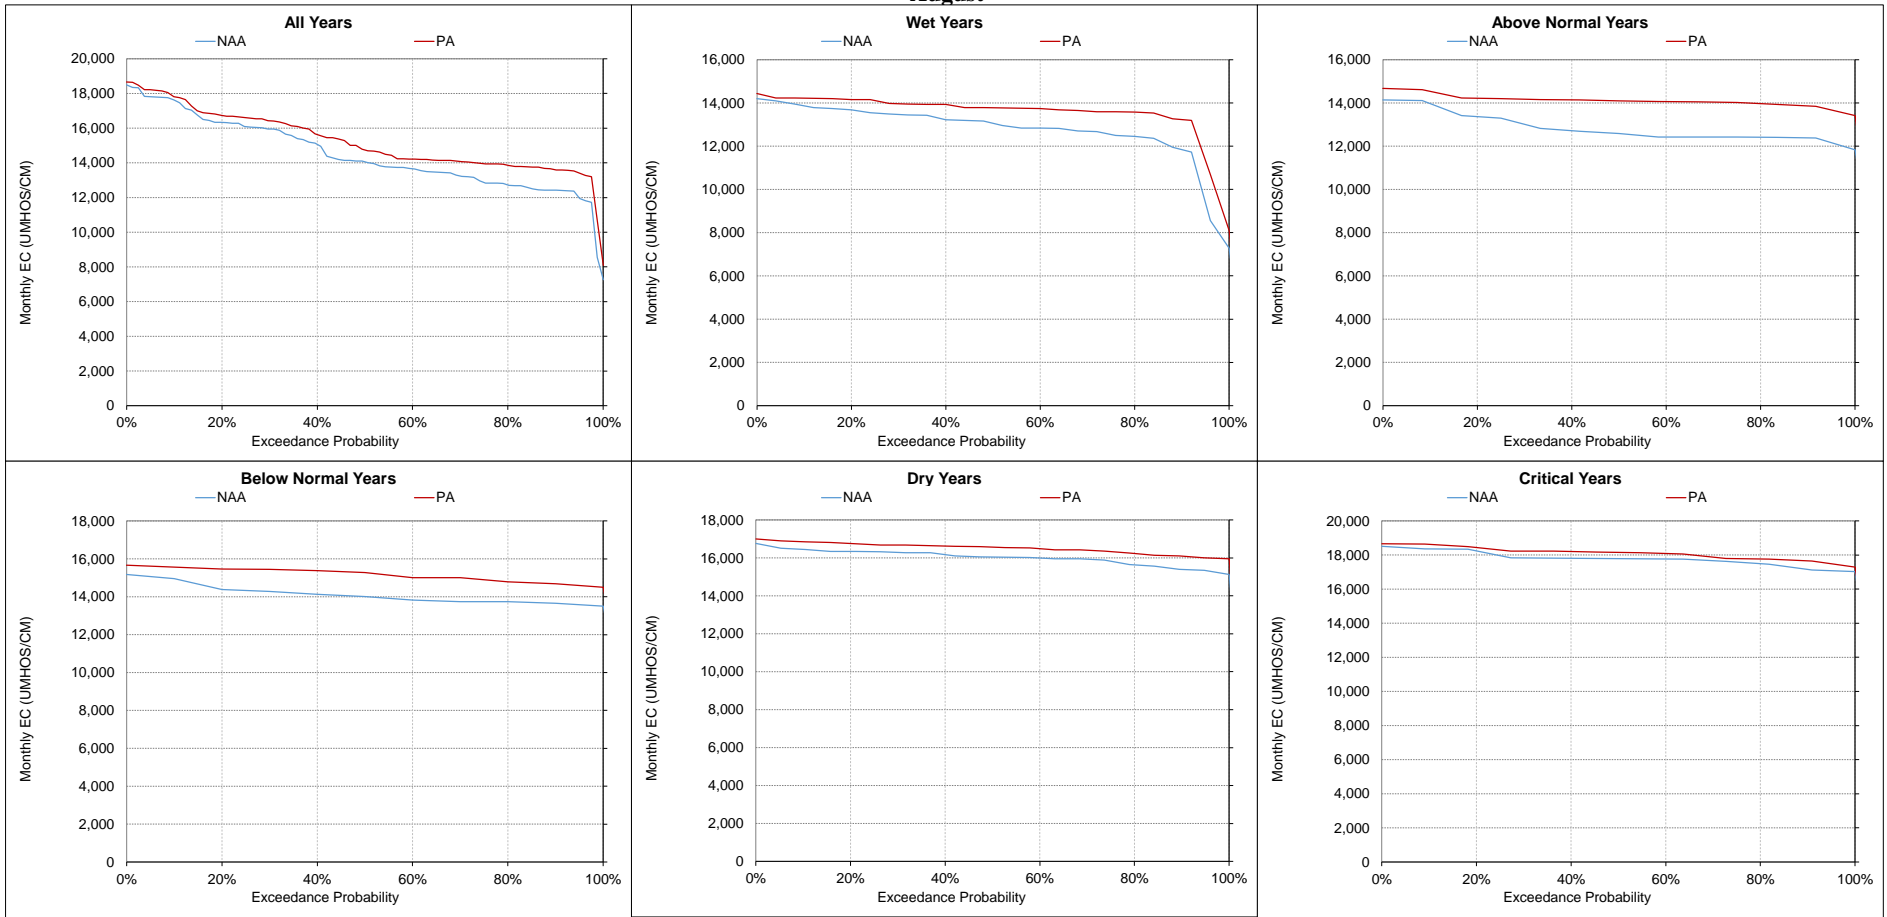 August
All Years
NAA PA
20,000
18,000
16,000
14,000
12,000
10,000
8,000
6,000
4,000
2,000
0
Monthly EC (UMHOS/CM)
0% 20% 40% 60% 80% 100%
Exceedance Probability
Wet Years
NAA PA
16,000
14,000
12,000
10,000
8,000
6,000
4,000
2,000
0
Monthly EC (UMHOS/CM)
0% 20% 40% 60% 80% 100%
Exceedance Probability
Above Normal Years
NAA PA
16,000
14,000
12,000
10,000
8,000
6,000
4,000
2,000
0
Monthly EC (UMHOS/CM)
0% 20% 40% 60% 80% 100%
Exceedance Probability
Below Normal Years
NAA PA
18,000
16,000
14,000
12,000
10,000
8,000
6,000
4,000
2,000
0
Monthly EC (UMHOS/CM)
0% 20% 40% 60% 80% 100%
Exceedance Probability
Dry Years
NAA PA
18,000
16,000
14,000
12,000
10,000
8,000
6,000
4,000
2,000
0
Monthly EC (UMHOS/CM)
0% 20% 40% 60% 80% 100%
Exceedance Probability
Critical Years
NAA PA
20,000
18,000
16,000
14,000
12,000
10,000
8,000
6,000
4,000
2,000
0
Monthly EC (UMHOS/CM)
0% 20% 40% 60% 80% 100%
Exceedance Probability